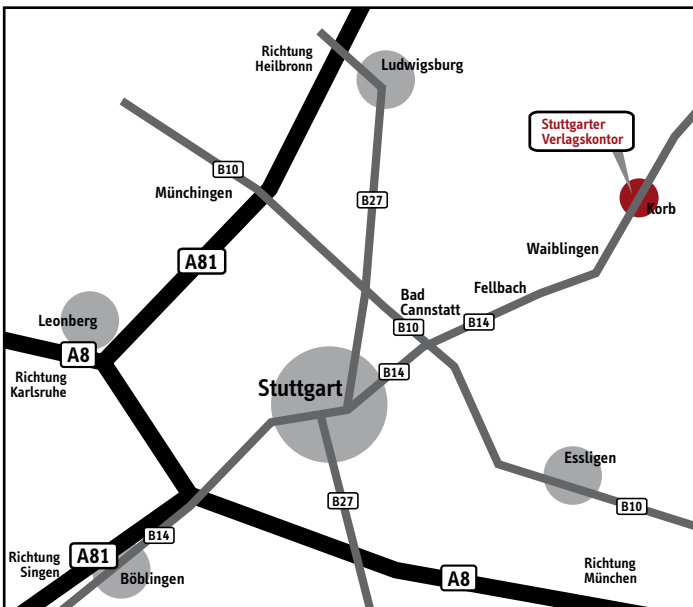 Richtung
Heilbronn
Ludwigsburg
Stuttgarter
Verlagskontor
B10
Münchingen
B27
Korb
A81
Waiblingen
Fellbach
Bad
Cannstatt
Leonberg
B10
B14
A8
Richtung
Karlsruhe
B14
Stuttgart
Essligen
B27
B10
B14
A81
Richtung
Singen
Böblingen
A8
Richtung
München